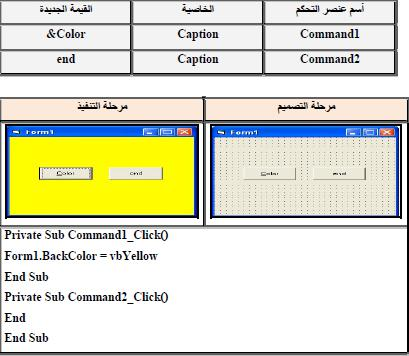 أسم عنصر التحكم الخاصية القيمة الجديدة
Command1 Caption &Color
Command2 Caption end
مرحلة التصميم مرحلة التنفيذ
Form1 Form1
Color end Color end
Private Sub Command1_Click()
Form1.BackColor = vbYellow
End Sub
Private Sub Command2_Click()
End
End Sub